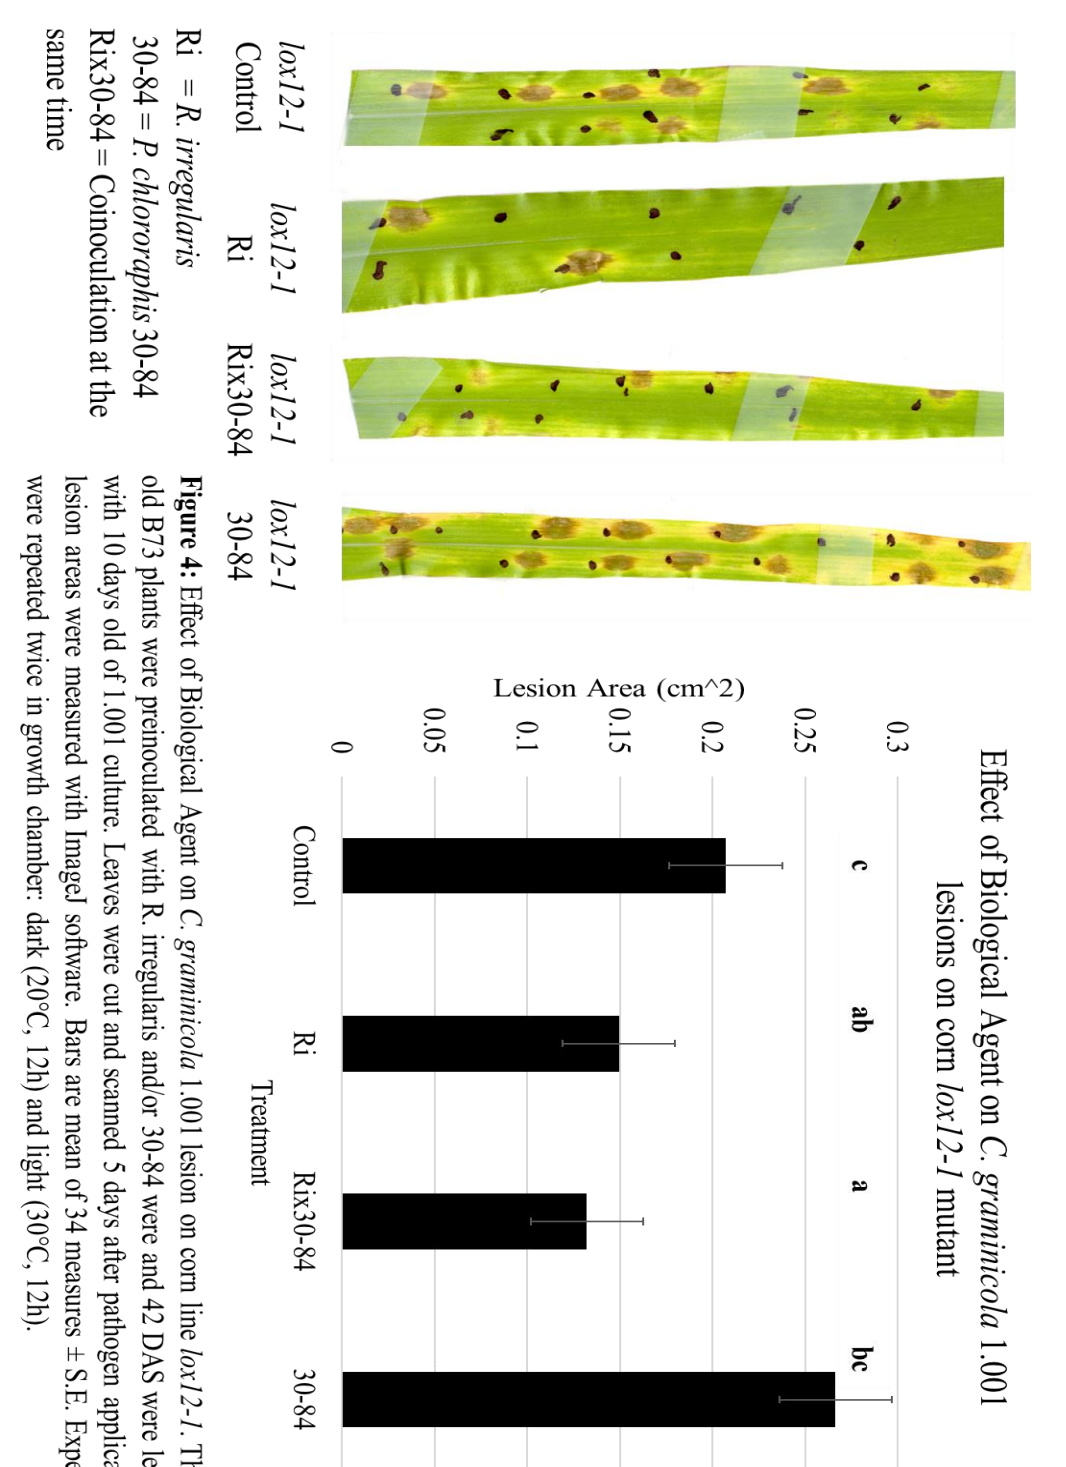 lox12-1
Control
lox12-1
Ri
lox12-1
Rix30-84
lox12-1
30-84
Ri = R. irregularis
30-84 = P. chlororaphis 30-84
Rix30-84 = Coinoculation at the
same time
Effect of Biological Agent on C. graminicola 1.001
lesions on corn lox12-1 mutant
Lesion Area (cm^2)
0.3
0.25
0.2
0.15
0.1
0.05
0
c
ab
a
bc
Control
Ri
Rix30-84
30-84
Treatment
Figure 4: Effect of Biological Agent on C. graminicola 1.001 lesion on corn line lox12-1.
old B73 plants were preinoculated with R. irregularis and/or 30-84 were and 42 DAS were
with 10 days old of 1.001 culture. Leaves were cut and scanned 5 days after pathogen
lesion areas were measured with ImageJ software. Bars are mean of 34 measures ± S.E.
were repeated twice in growth chamber: dark (20°C, 12h) and light (30°C, 12h).